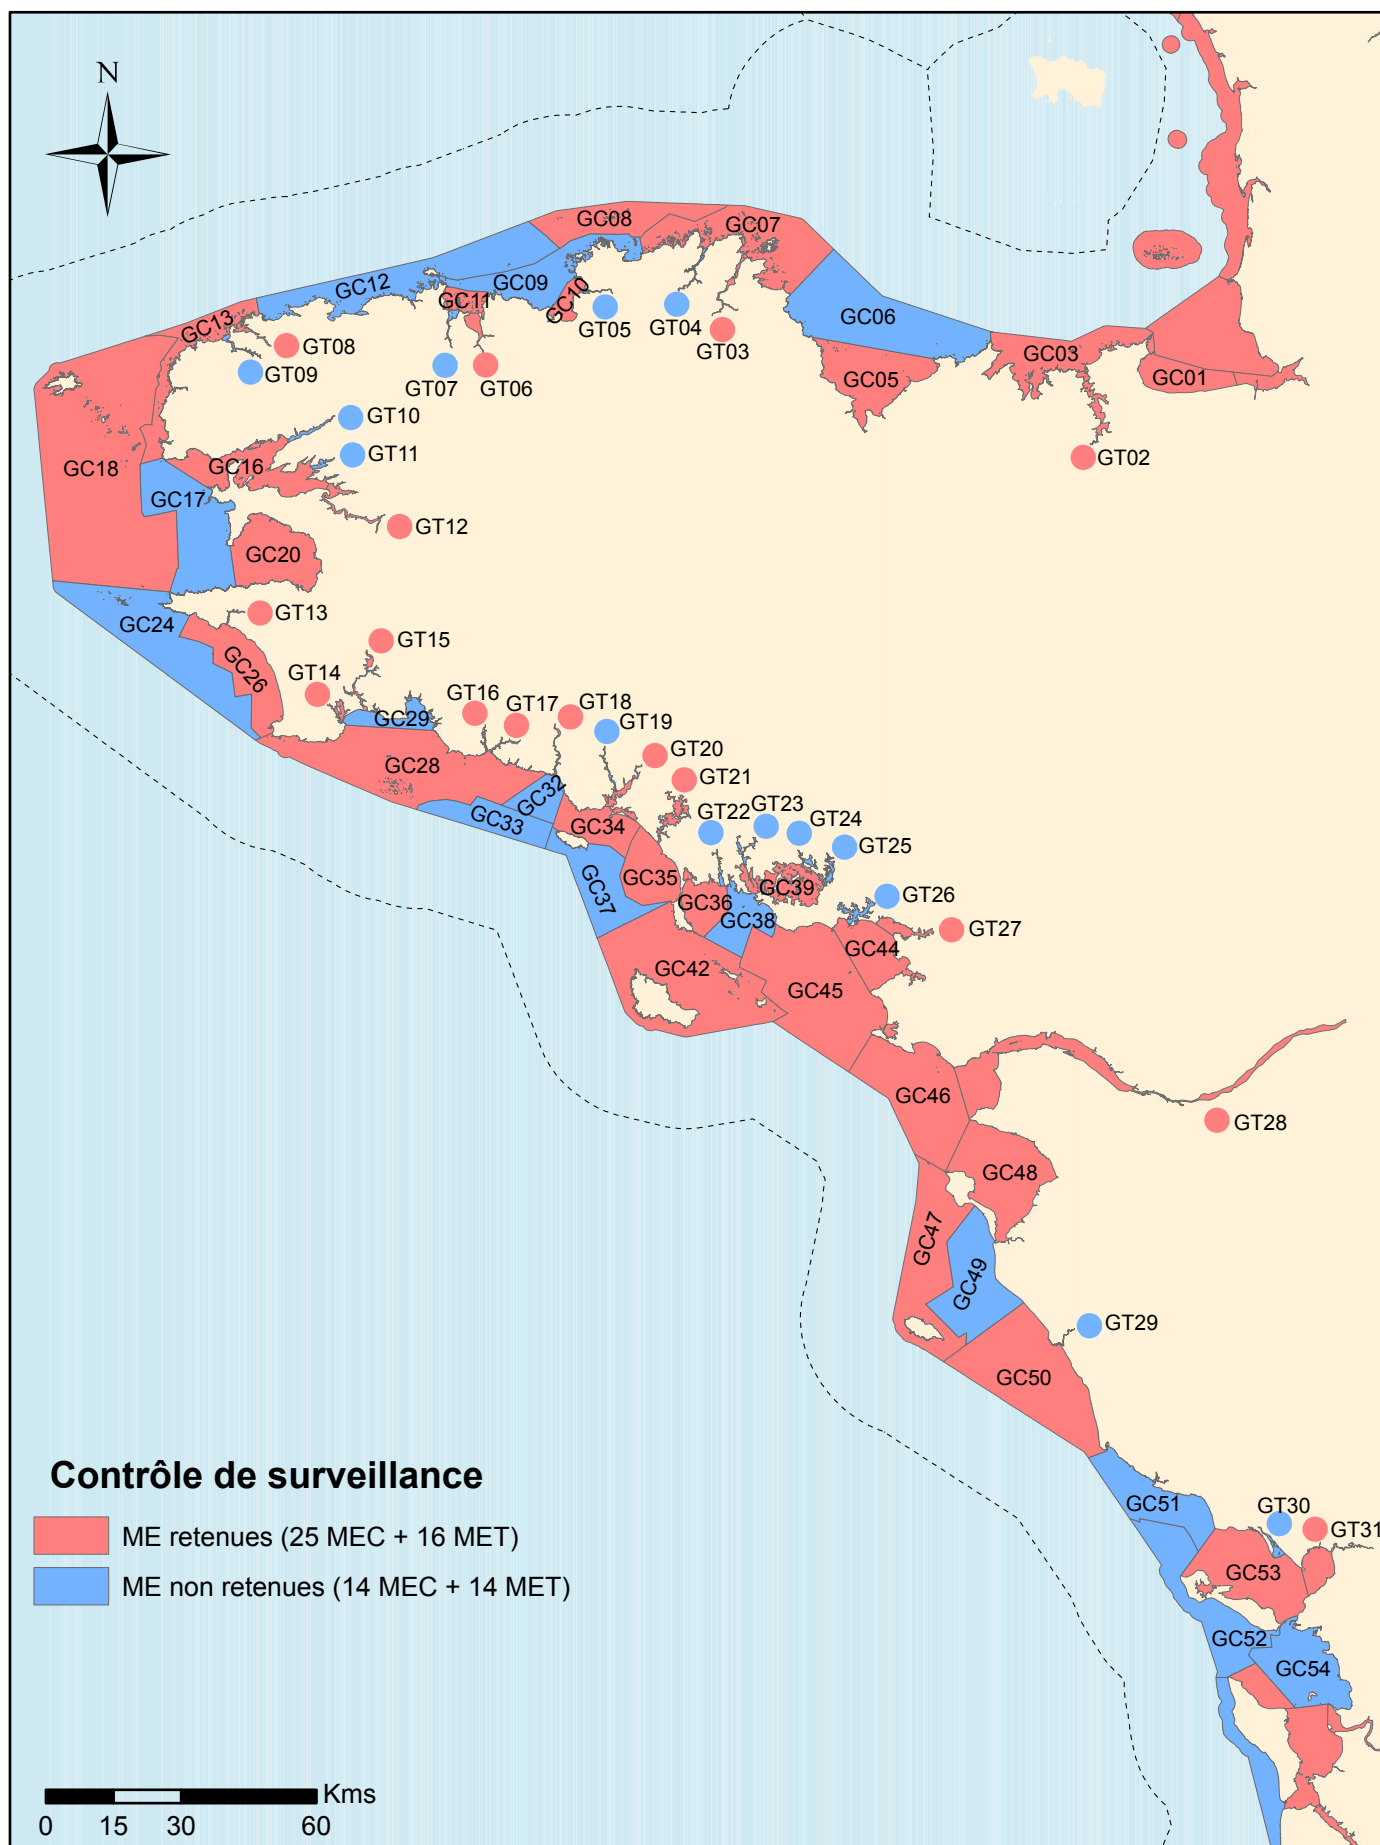 N
GC08
GC07
GC12
GC09
GC10
GC11
GC13
GT05
GT04
GT03
GC06
GC03
GC05
GC01
GT08
GT09
GT07
GT06
GT10
GT11
GT02
GC18
GC16
GC17
GT12
GC20
GT13
GC24
GT15
GC26
GT14
GT16
GT17
GT18
GT19
GC29
GT20
GC28
GT21
GC32
GC33
GC34
GT22
GT23
GT24
GT25
GC35
GC37
GC36
GC39
GC38
GT26
GT27
GC44
GC42
GC45
GC46
GT28
GC48
GC47
GC49
GT29
GC50
Contrôle de surveillance
ME retenues (25 MEC + 16 MET)
ME non retenues (14 MEC + 14 MET)
GC51
GT30
GT31
GC53
GC52
GC54
Kms
0 15 30 60